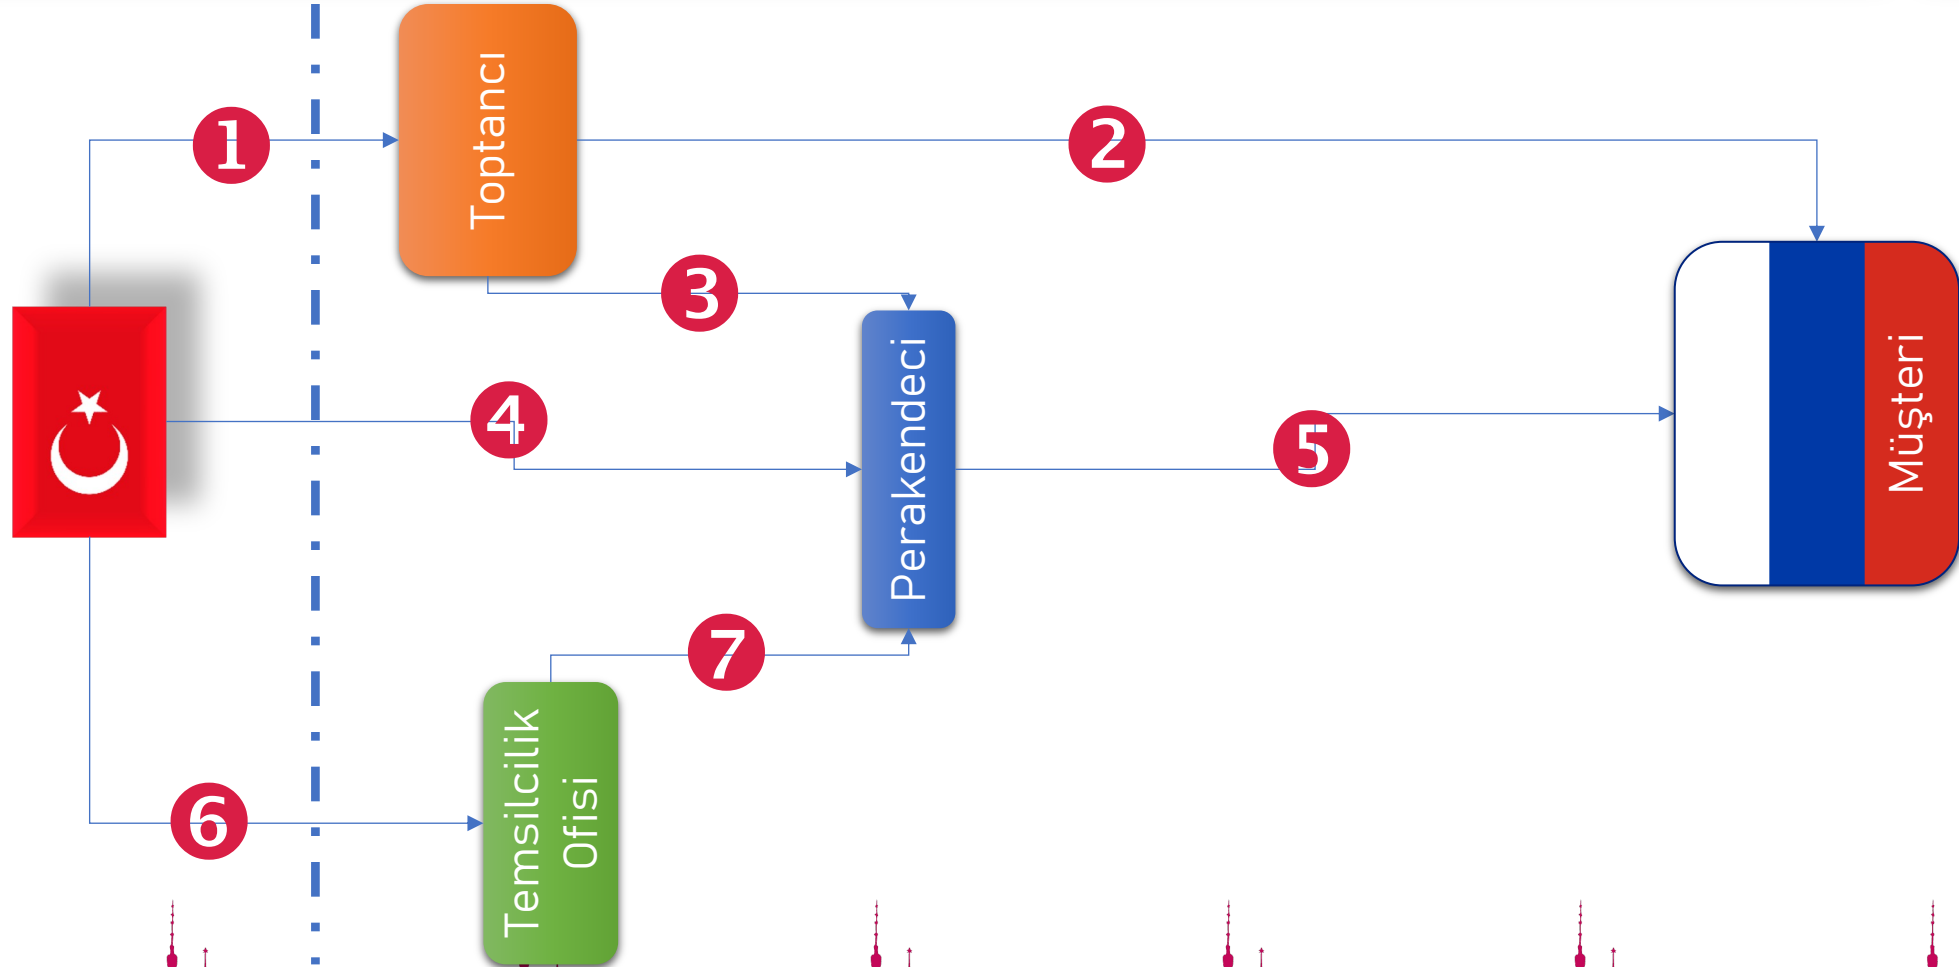 Toptancı
1
2
3
Perakendeci
Müşteri
4
5
7
Temsilcilik
Ofisi
6